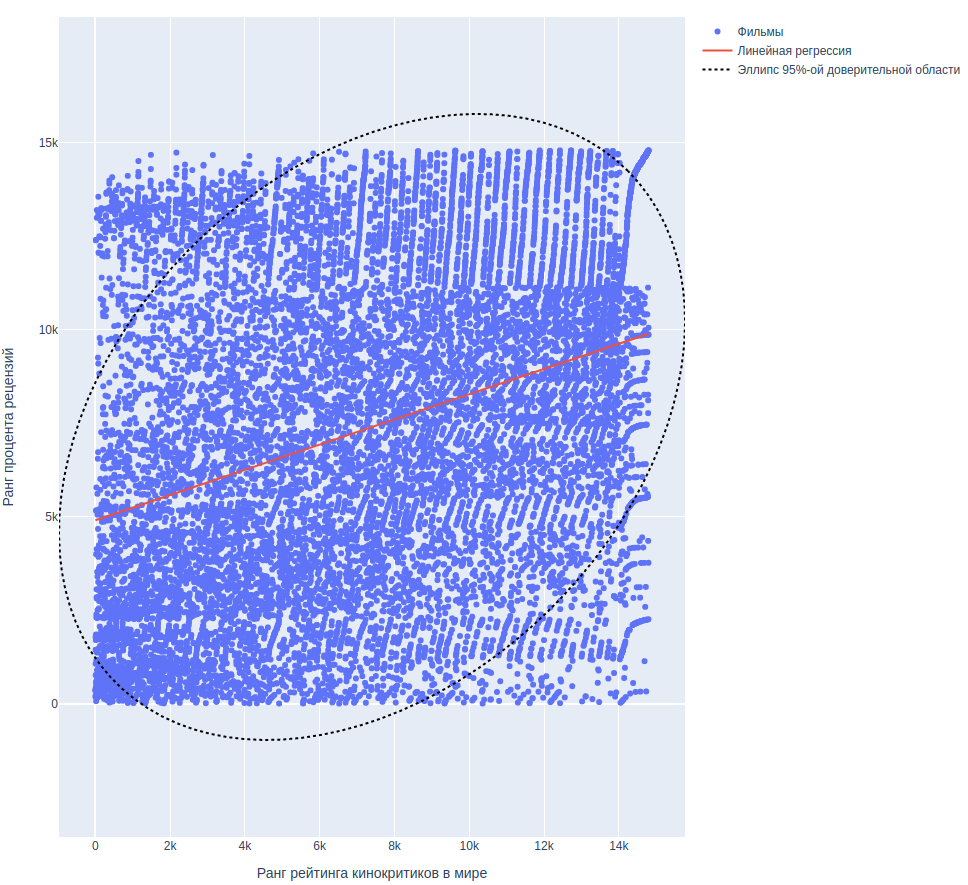 Фильмы
Линейная регрессия
Эллипс 95%-ой доверительной области
15k
10k
5k
0
Ранг процента рецензий
0 2k 4k 6k 8k 10k 12k 14k
Ранг рейтинга кинокритиков в мире